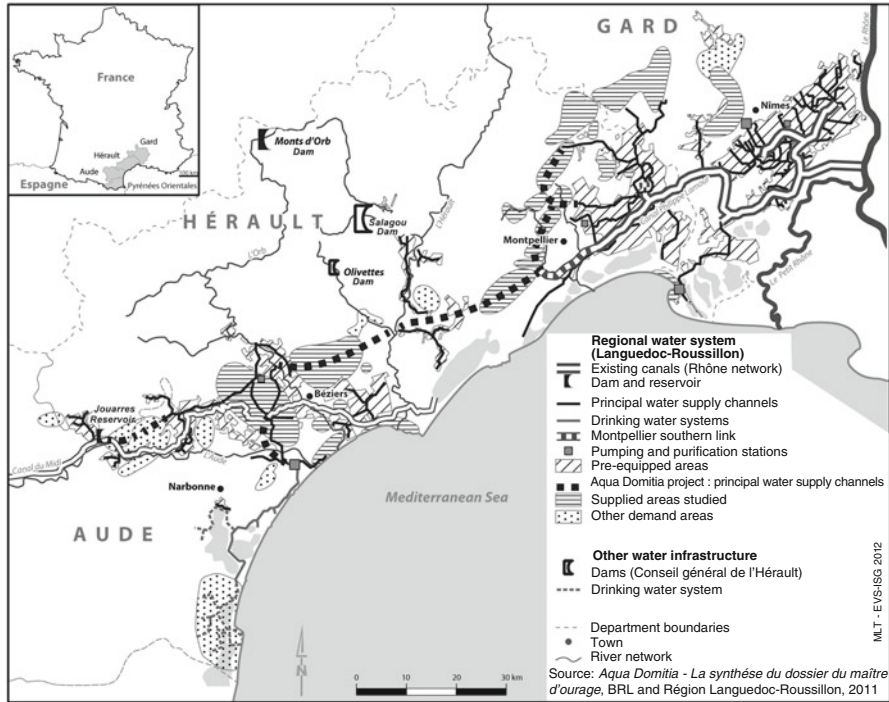 France
Gard
Hérault
Aude
Pyrénées Orientales
Espagne
100 km
GARD
Le Rhône
Nîmes
Monts d'Orb
Dam
HÉRAULT
Salagou
Dam
L'Hérault
Canal Philippe Lamour
Montpellier
L'Orb
Olivettes
Dam
Le Petit Rhône
Béziers
Jouarres
Reservoir
Canal du Midi
L'Aude
Narbonne
Mediterranean Sea
AUDE
N
0 10 20 30 km
Regional water system
(Languedoc-Roussillon)
Existing canals (Rhône network)
Dam and reservoir
Principal water supply channels
Drinking water systems
Montpellier southern link
Pumping and purification stations
Pre-equipped areas
Aqua Domitia project : principal water supply channels
Supplied areas studied
Other demand areas
Other water infrastructure
Dams (Conseil général de l'Hérault)
Drinking water system
Department boundaries
Town
River network
Source: Aqua Domitia - La synthése du dossier du maître
d'ourage, BRL and Région Languedoc-Roussillon, 2011
MLT - EVS-ISG 2012